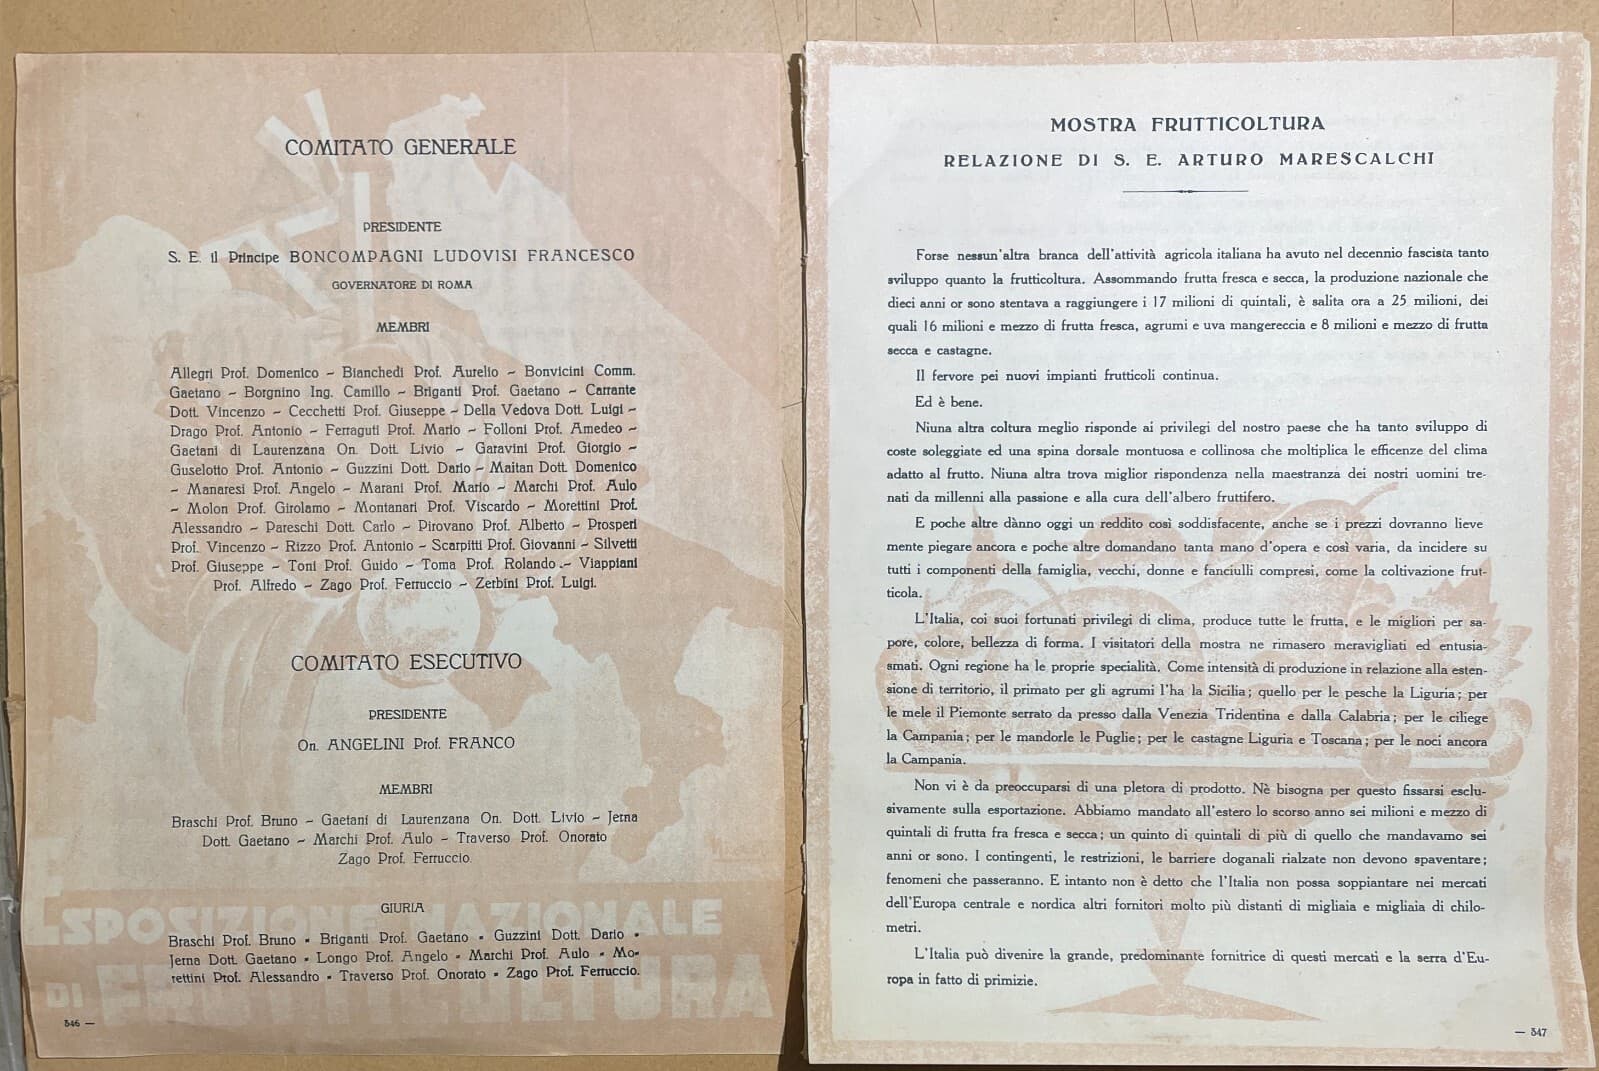 COMITATO GENERALE
PRESIDENTE
S. E. il Principe BONCOMPAGNI LUDOVISI FRANCESCO
GOVERNATORE DI ROMA
MEMBRI
Allegri Prof. Domenico ~ Bianchedi Prof. Aurelio ~ Bonvicini Comm.
Gaetano ~ Borgnino Ing. Camillo ~ Briganti Prof. Gaetano ~ Carrante
Dott. Vincenzo ~ Cecchetti Prof. Giuseppe ~ Della Vedova Dott. Luigi ~
Drago Prof. Antonio ~ Ferraguti Prof. Mario ~ Folloni Prof. Amedeo ~
Gaetani di Laurenzana On. Dott. Livio ~ Garavini Prof. Giorgio ~
Guselotto Prof. Antonio ~ Guzzini Dott. Dario ~ Maitan Dott. Domenico
~ Manaresi Prof. Angelo ~ Marani Prof. Mario ~ Marchi Prof. Aulo
~ Molon Prof. Girolamo ~ Montanari Prof. Viscardo ~ Morettini Prof.
Alessandro ~ Pareschi Dott. Carlo ~ Pirovano Prof. Alberto ~ Prosperi
Prof. Vincenzo ~ Rizzo Prof. Antonio ~ Scarpitti Prof. Giovanni ~ Silvetti
Prof. Giuseppe ~ Toni Prof. Guido ~ Toma Prof. Rolando ~ Viappiani
Prof. Alfredo ~ Zago Prof. Ferruccio ~ Zerbini Prof. Luigi.
COMITATO ESECUTIVO
PRESIDENTE
On. ANGELINI Prof. FRANCO
MEMBRI
Braschi Prof. Bruno ~ Gaetani di Laurenzana On. Dott. Livio ~ Jerna
Dott. Gaetano ~ Marchi Prof. Aulo ~ Traverso Prof. Onorato
Zago Prof. Ferruccio.
GIURIA
Braschi Prof. Bruno - Briganti Prof. Gaetano - Guzzini Dott. Dario -
Jerna Dott. Gaetano - Longo Prof. Angelo - Marchi Prof. Aulo - Mo-
rettini Prof. Alessandro - Traverso Prof. Onorato - Zago Prof. Ferruccio.
ESPOSIZIONE NAZIONALE
DI FRUTTICULTURA
346 —
MOSTRA FRUTTICOLTURA
RELAZIONE DI S. E. ARTURO MARESCALCHI
Forse nessun'altra branca dell'attività agricola italiana ha avuto nel decennio fascista tanto
sviluppo quanto la frutticoltura. Assommando frutta fresca e secca, la produzione nazionale che
dieci anni or sono stentava a raggiungere i 17 milioni di quintali, è salita ora a 25 milioni, dei
quali 16 milioni e mezzo di frutta fresca, agrumi e uva mangereccia e 8 milioni e mezzo di frutta
secca e castagne.
Il fervore pei nuovi impianti frutticoli continua.
Ed è bene.
Niuna altra coltura meglio risponde ai privilegi del nostro paese che ha tanto sviluppo di
coste soleggiate ed una spina dorsale montuosa e collinosa che moltiplica le efficenze del clima
adatto al frutto. Niuna altra trova miglior rispondenza nella maestranza dei nostri uomini tre-
nati da millenni alla passione e alla cura dell'albero fruttifero.
E poche altre dànno oggi un reddito così soddisfacente, anche se i prezzi dovranno lieve
mente piegare ancora e poche altre domandano tanta mano d'opera e così varia, da incidere su
tutti i componenti della famiglia, vecchi, donne e fanciulli compresi, come la coltivazione frut-
ticola.
L'Italia, coi suoi fortunati privilegi di clima, produce tutte le frutta, e le migliori per sa-
pore, colore, bellezza di forma. I visitatori della mostra ne rimasero meravigliati ed entusia-
smati. Ogni regione ha le proprie specialità. Come intensità di produzione in relazione alla esten-
sione di territorio, il primato per gli agrumi l'ha la Sicilia; quello per le pesche la Liguria; per
le mele il Piemonte serrato da presso dalla Venezia Tridentina e dalla Calabria; per le ciliege
la Campania; per le mandorle le Puglie; per le castagne Liguria e Toscana; per le noci ancora
la Campania.
Non vi è da preoccuparsi di una pletora di prodotto. Nè bisogna per questo fissarsi esclu-
sivamente sulla esportazione. Abbiamo mandato all'estero lo scorso anno sei milioni e mezzo di
quintali di frutta fra fresca e secca; un quinto di quintali di più di quello che mandavamo sei
anni or sono. I contingenti, le restrizioni, le barriere doganali rialzate non devono spaventare;
fenomeni che passeranno. E intanto non è detto che l'Italia non possa soppiantare nei mercati
dell'Europa centrale e nordica altri fornitori molto più distanti di migliaia e migliaia di chilo-
metri.
L'Italia può divenire la grande, predominante fornitrice di questi mercati e la serra d'Eu-
ropa in fatto di primizie.
— 347